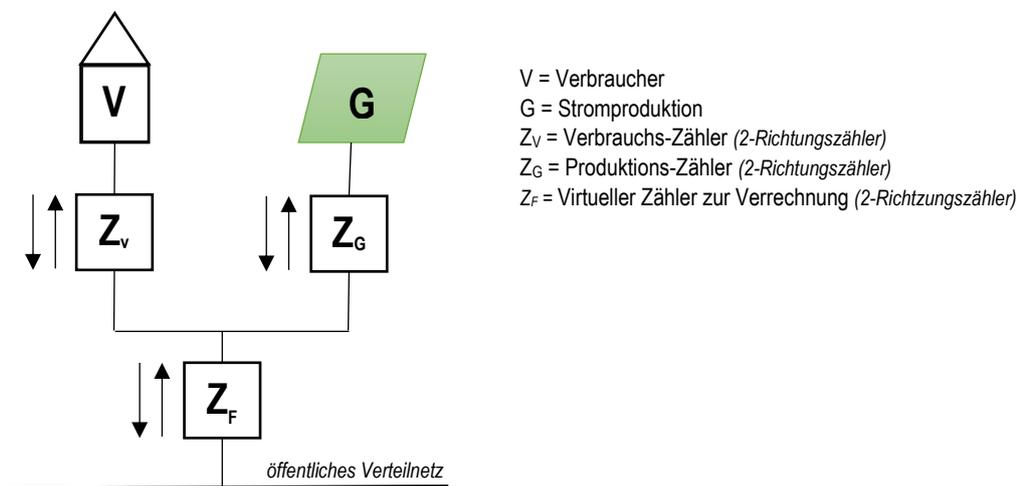 V
G
V = Verbraucher
G = Stromproduktion
ZV = Verbrauchs-Zähler (2-Richtungszähler)
ZG = Produktions-Zähler (2-Richtungszähler)
ZF = Virtueller Zähler zur Verrechnung (2-Richtzungszähler)
Zv
ZG
ZF
öffentliches Verteilnetz